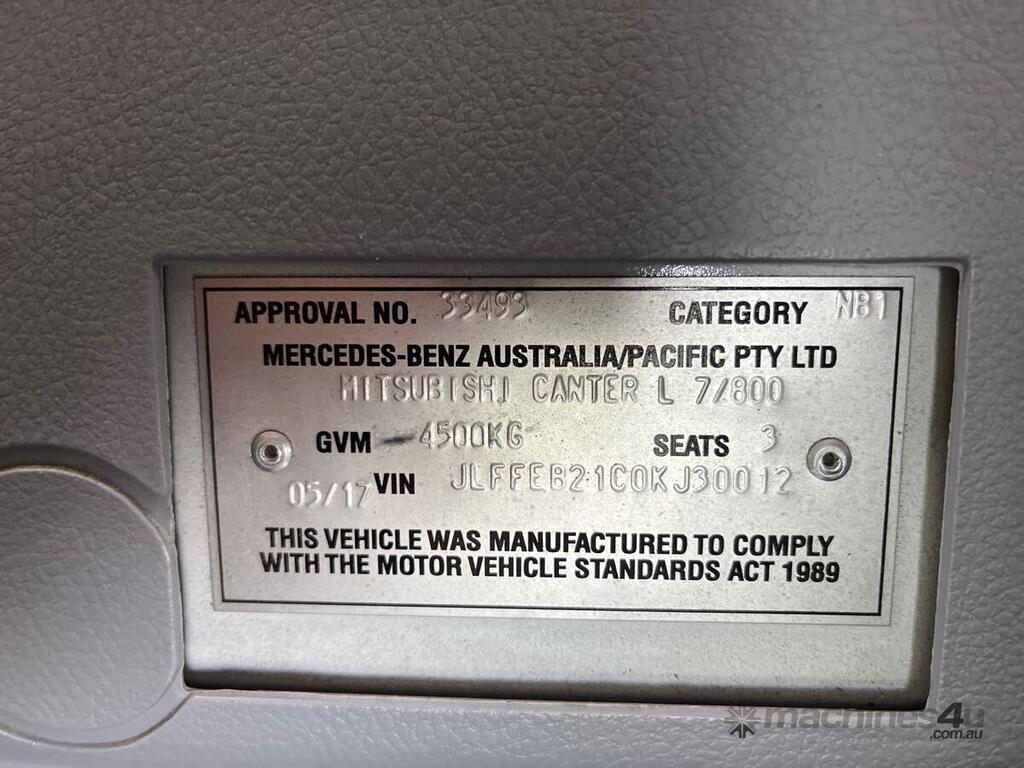 APPROVAL NO. 33493 CATEGORY NB1
MERCEDES-BENZ AUSTRALIA/PACIFIC PTY LTD
MITSUBISHI CANTER L 7/800
GVM 4500KG SEATS 3
05/17 VIN JLFFEB21C0KJ30012
THIS VEHICLE WAS MANUFACTURED TO COMPLY
WITH THE MOTOR VEHICLE STANDARDS ACT 1989
machines4u
.com.au